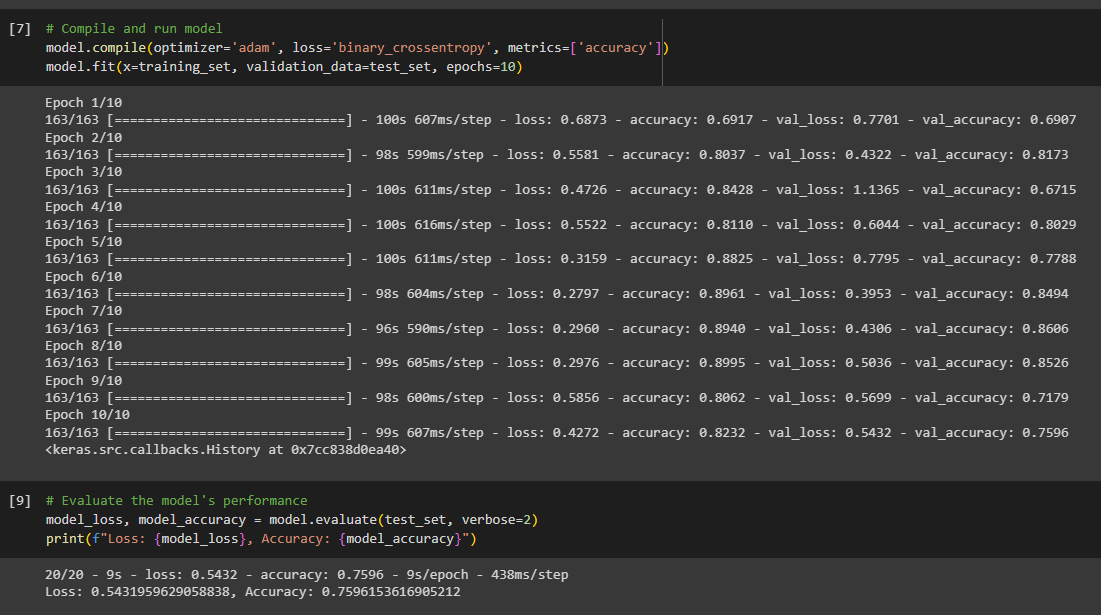 [7] # Compile and run model
model.compile(optimizer='adam', loss='binary_crossentropy', metrics=['accuracy'])
model.fit(x=training_set, validation_data=test_set, epochs=10)
Epoch 1/10
163/163 [==============================] - 100s 607ms/step - loss: 0.6873 - accuracy: 0.6917 - val_loss: 0.7701 - val_accuracy: 0.6907
Epoch 2/10
163/163 [==============================] - 98s 599ms/step - loss: 0.5581 - accuracy: 0.8037 - val_loss: 0.4322 - val_accuracy: 0.8173
Epoch 3/10
163/163 [==============================] - 100s 611ms/step - loss: 0.4726 - accuracy: 0.8428 - val_loss: 1.1365 - val_accuracy: 0.6715
Epoch 4/10
163/163 [==============================] - 100s 616ms/step - loss: 0.5522 - accuracy: 0.8110 - val_loss: 0.6044 - val_accuracy: 0.8029
Epoch 5/10
163/163 [==============================] - 100s 611ms/step - loss: 0.3159 - accuracy: 0.8825 - val_loss: 0.7795 - val_accuracy: 0.7788
Epoch 6/10
163/163 [==============================] - 98s 604ms/step - loss: 0.2797 - accuracy: 0.8961 - val_loss: 0.3953 - val_accuracy: 0.8494
Epoch 7/10
163/163 [==============================] - 96s 590ms/step - loss: 0.2960 - accuracy: 0.8940 - val_loss: 0.4306 - val_accuracy: 0.8606
Epoch 8/10
163/163 [==============================] - 99s 605ms/step - loss: 0.2976 - accuracy: 0.8995 - val_loss: 0.5036 - val_accuracy: 0.8526
Epoch 9/10
163/163 [==============================] - 98s 600ms/step - loss: 0.5856 - accuracy: 0.8062 - val_loss: 0.5699 - val_accuracy: 0.7179
Epoch 10/10
163/163 [==============================] - 99s 607ms/step - loss: 0.4272 - accuracy: 0.8232 - val_loss: 0.5432 - val_accuracy: 0.7596
<keras.src.callbacks.History at 0x7cc838d0ea40>
[9] # Evaluate the model's performance
model_loss, model_accuracy = model.evaluate(test_set, verbose=2)
print(f"Loss: {model_loss}, Accuracy: {model_accuracy}")
20/20 - 9s - loss: 0.5432 - accuracy: 0.7596 - 9s/epoch - 438ms/step
Loss: 0.5431959629058838, Accuracy: 0.7596153616905212